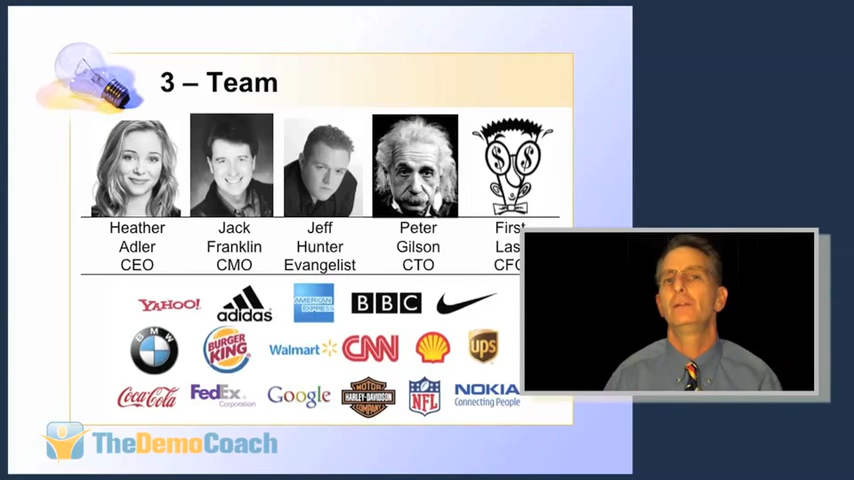 3 – Team
Heather
Adler
CEO
Jack
Franklin
CMO
Jeff
Hunter
Evangelist
Peter
Gilson
CTO
First
YAHOO!
adidas
AMERICAN
EXPRESS
BBC
BMW
BURGER
KING
Walmart
CNN
ups
Coca-Cola
FedEx
Corporation
Google
MOTOR
HARLEY-DAVIDSON
COMPANY
NFL
NOKIA
Connecting People
TheDemoCoach